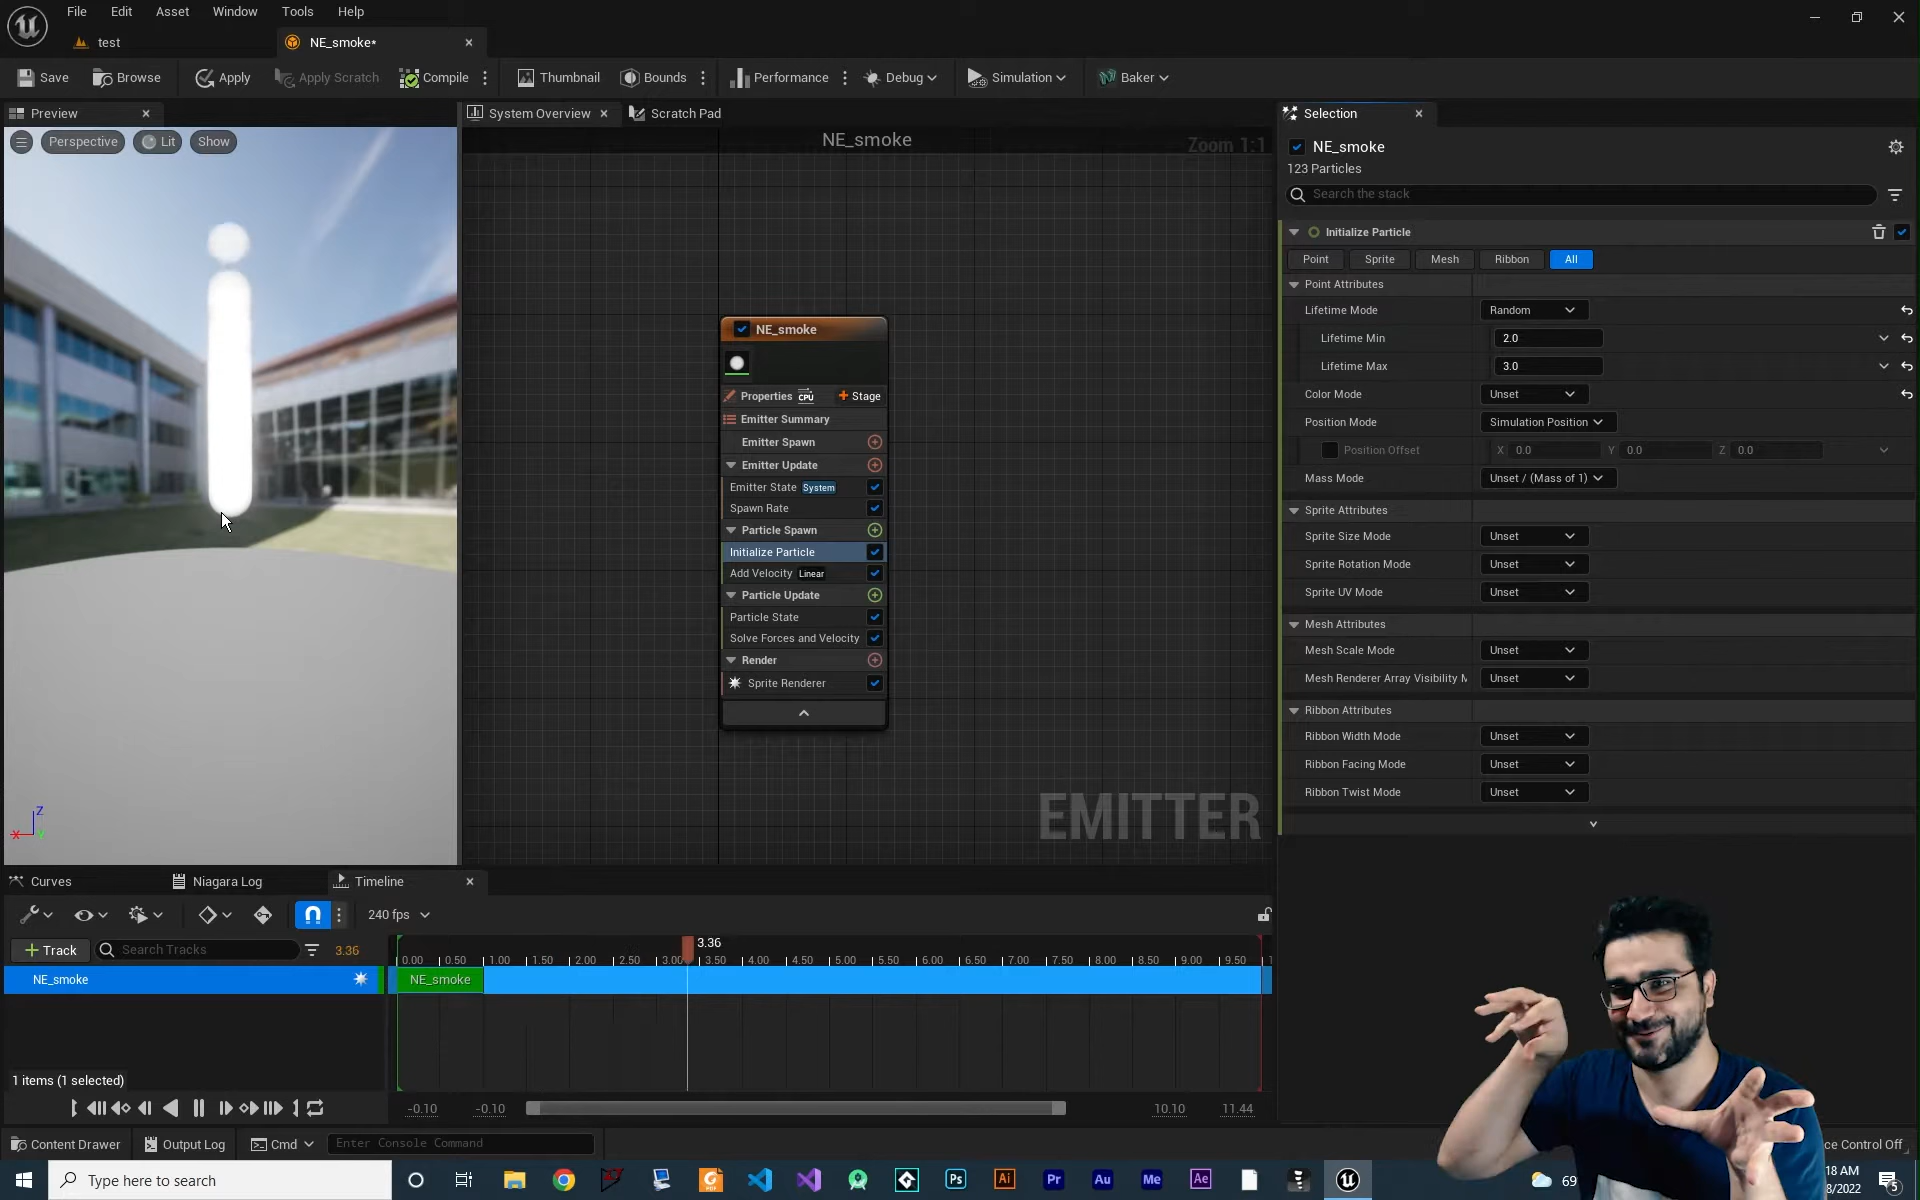 File Edit Asset Window Tools Help
test NE_smoke*
Save Browse Apply Apply Scratch Compile Thumbnail Bounds Performance Debug Simulation Baker
Preview System Overview Scratch Pad Selection
Perspective Lit Show
NE_smoke
Zoom 1:1
NE_smoke
123 Particles
Search the stack
Initialize Particle
Point Sprite Mesh Ribbon All
Point Attributes
Lifetime Mode Random
Lifetime Min 2.0
Lifetime Max 3.0
Color Mode Unset
Position Mode Simulation Position
Position Offset X 0.0 Y 0.0 Z 0.0
Mass Mode Unset / (Mass of 1)
Sprite Attributes
Sprite Size Mode Unset
Sprite Rotation Mode Unset
Sprite UV Mode Unset
Mesh Attributes
Mesh Scale Mode Unset
Mesh Renderer Array Visibility M Unset
Ribbon Attributes
Ribbon Width Mode Unset
Ribbon Facing Mode Unset
Ribbon Twist Mode Unset
NE_smoke
Properties CPU Stage
Emitter Summary
Emitter Spawn
Emitter Update
Emitter State System
Spawn Rate
Particle Spawn
Initialize Particle
Add Velocity Linear
Particle Update
Particle State
Solve Forces and Velocity
Render
Sprite Renderer
EMITTER
Z
X
Curves Niagara Log Timeline
240 fps
+ Track Search Tracks 3.36
3.36
0.00 0.50 1.00 1.50 2.00 2.50 3.00 3.50 4.00 4.50 5.00 5.50 6.00 6.50 7.00 7.50 8.00 8.50 9.00 9.50 1
NE_smoke NE_smoke
1 items (1 selected)
-0.10 -0.10 10.10 11.44
Content Drawer Output Log Cmd Enter Console Command ce Control Off
Type here to search
Ps Ai Pr Au Me Ae
69
18 AM
8/2022
5